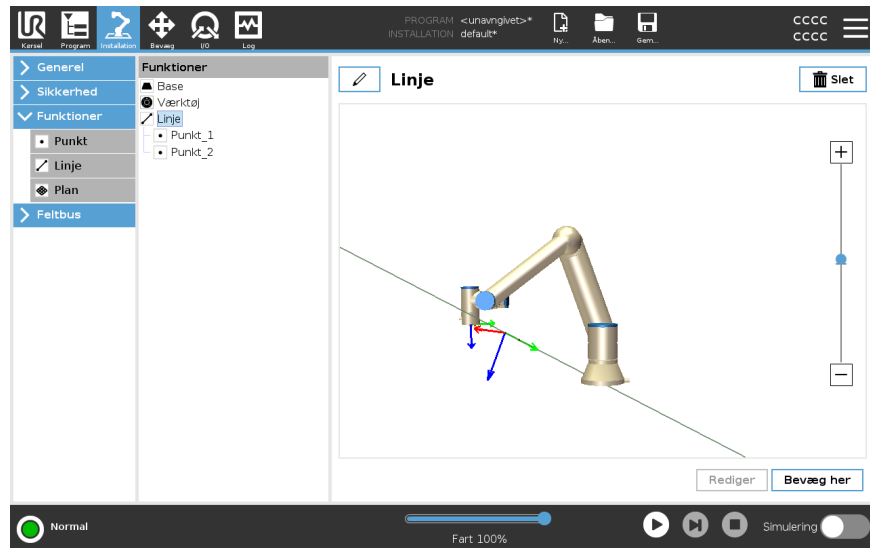 UR
Kørsel
Program
Installation
Bevæg
I/O
Log
PROGRAM <unavngivet>*
INSTALLATION default*
Ny...
Åben...
Gem...
CCCC
CCCC
Generel
Sikkerhed
Funktioner
Punkt
Linje
Plan
Feltbus
Funktioner
Base
Værktøj
Linje
Punkt_1
Punkt_2
Linje
Slet
Rediger
Bevæg her
Normal
Fart 100%
Simulering